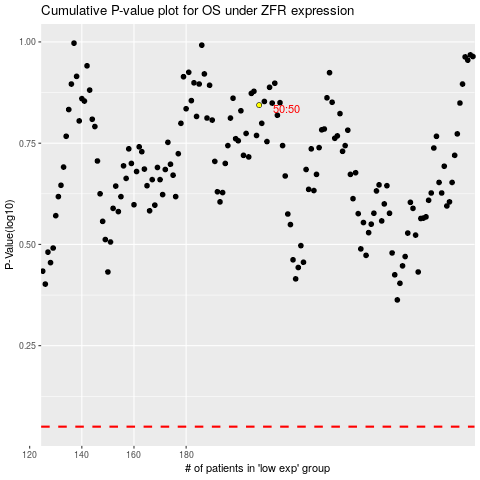 Cumulative P-value plot for OS under ZFR expression
P-Value(log10)
1.00
0.75
0.50
0.25
50:50
120 140 160 180
# of patients in 'low exp' group